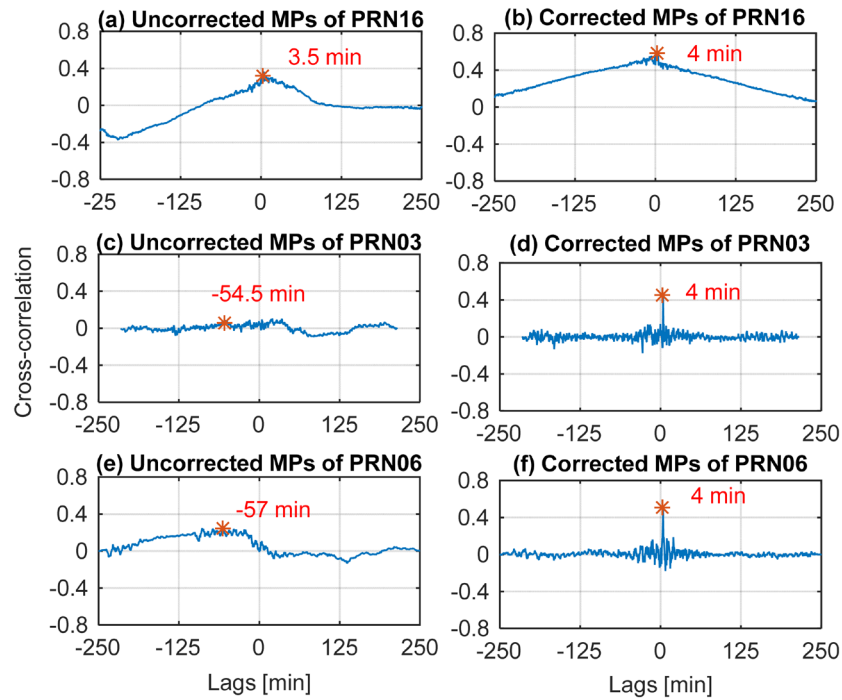 (a) Uncorrected MPs of PRN16
0.8
0.4
0
-0.4
-0.8
3.5 min
-25 -125 0 125 250
(b) Corrected MPs of PRN16
0.8
0.4
0
-0.4
-0.8
4 min
-250 -125 0 125 250
Cross-correlation
(c) Uncorrected MPs of PRN03
0.8
0.4
0
-0.4
-0.8
-54.5 min
-250 -125 0 125 250
(d) Corrected MPs of PRN03
0.8
0.4
0
-0.4
-0.8
4 min
-250 -125 0 125 250
(e) Uncorrected MPs of PRN06
0.8
0.4
0
-0.4
-0.8
-57 min
-250 -125 0 125 250
Lags [min]
(f) Corrected MPs of PRN06
0.8
0.4
0
-0.4
-0.8
4 min
-250 -125 0 125 250
Lags [min]